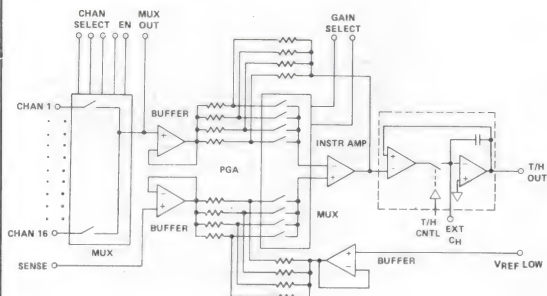 CHAN
SELECT EN
MUX
OUT
GAIN
SELECT
CHAN 1
BUFFER
INSTR AMP
PGA
MUX
T/H
OUT
CHAN 16
MUX
BUFFER
T/H
CNTL
EXT
CH
SENSE
BUFFER
VREF LOW